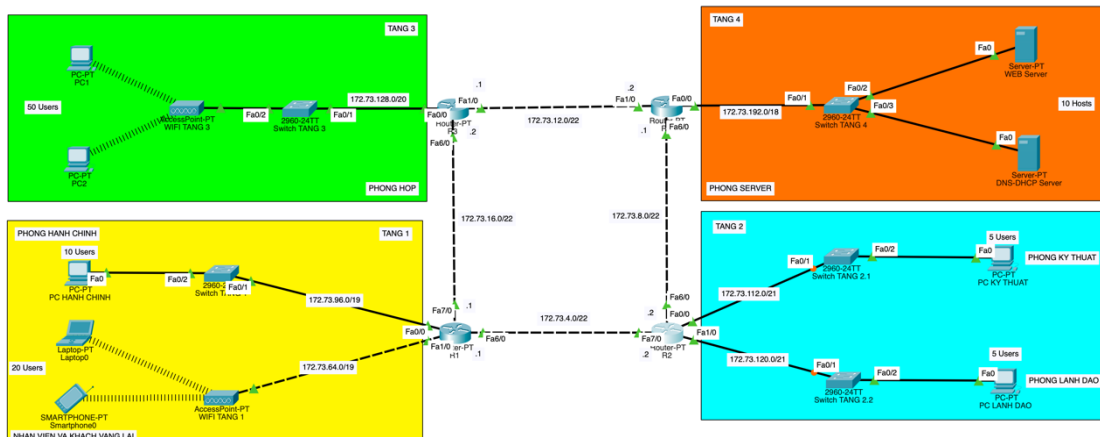 TANG 3
PC-PT
PC1
50 Users
AccessPoint-PT
WIFI TANG 3
Fa0/2
2960-24TT
Switch TANG 3
Fa0/1
172.73.128.0/20
Fa0/0
PC-PT
PC2
PHONG HOP
.1
Fa1/0
Router-PT
R3
.2
Fa6/0
172.73.12.0/22
.2
Fa1/0
Fa0/0
.1
Fa6/0
TANG 4
172.73.192.0/18
Fa0/1
Fa0/2
Fa0/3
2960-24TT
Switch TANG 4
Fa0
Server-PT
WEB Server
10 Hosts
Fa0
Server-PT
DNS-DHCP Server
PHONG SERVER
172.73.16.0/22
172.73.8.0/22
PHONG HANH CHINH
TANG 1
10 Users
Fa0
PC-PT
PC HANH CHINH
Fa0/2
Fa0/1
172.73.96.0/19
Laptop-PT
Laptop0
20 Users
172.73.64.0/19
SMARTPHONE-PT
Smartphone0
AccessPoint-PT
WIFI TANG 1
NHAN VIEN VA KHACH VANG LAI
Fa7/0
.1
Fa0/0
Fa1/0
R1
Fa6/0
.1
172.73.4.0/22
Fa6/0
.2
Fa0/0
Fa7/0
Fa1/0
.2
Router-PT
R2
TANG 2
172.73.112.0/21
Fa0/1
Fa0/2
2960-24TT
Switch TANG 2.1
5 Users
Fa0
PC-PT
PC KY THUAT
PHONG KY THUAT
172.73.120.0/21
Fa0/1
Fa0/2
2960-24TT
Switch TANG 2.2
5 Users
Fa0
PC-PT
PC LANH DAO
PHONG LANH DAO